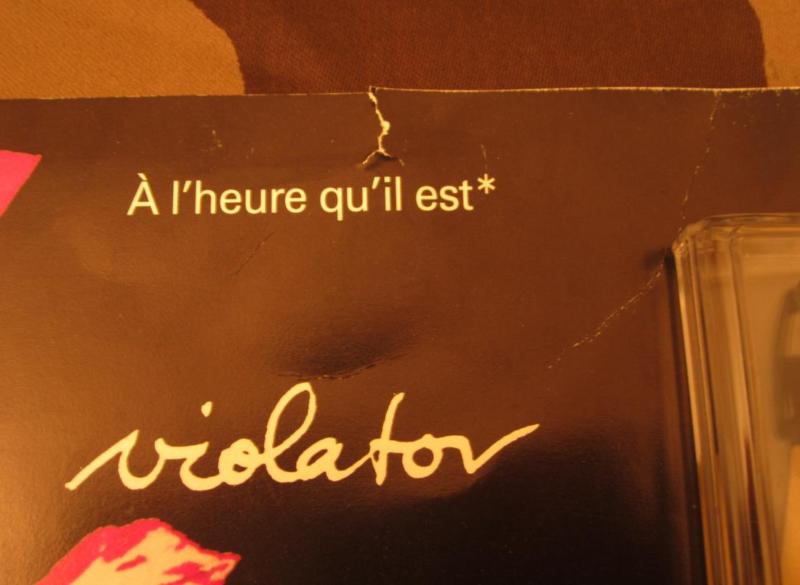 À l'heure qu'il est*
violator